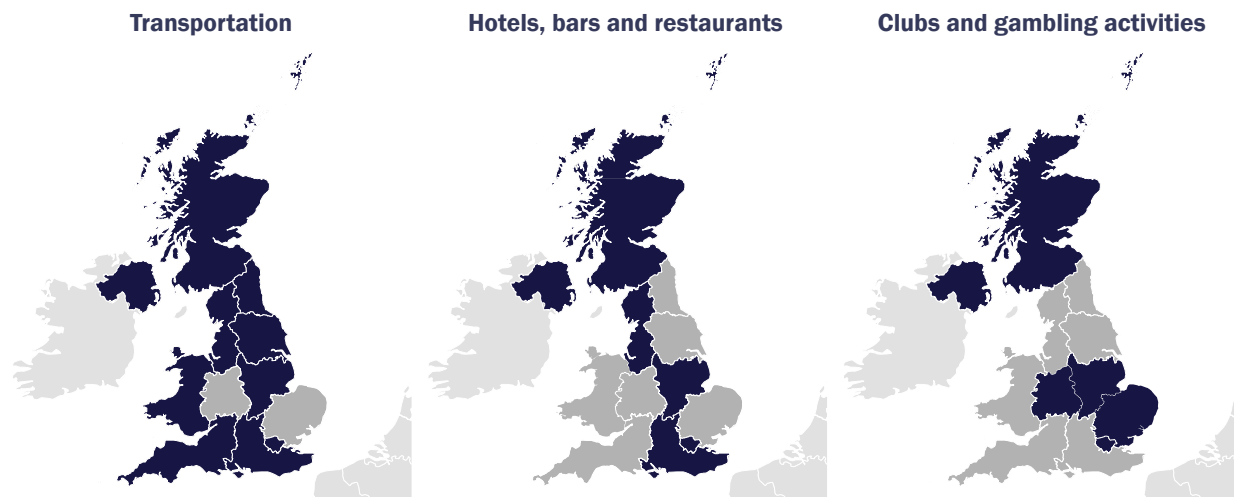 Transportation
Hotels, bars and restaurants
Clubs and gambling activities